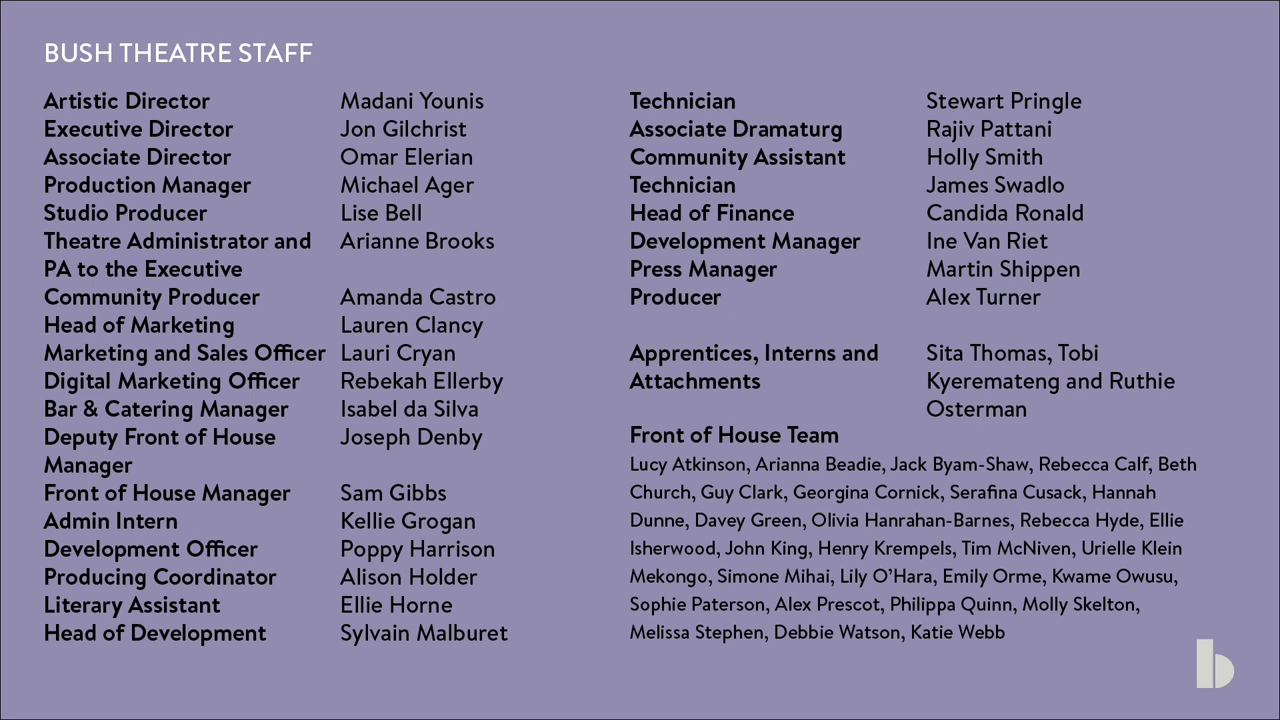 BUSH THEATRE STAFF
Artistic Director Madani Younis
Executive Director Jon Gilchrist
Associate Director Omar Elerian
Production Manager Michael Ager
Studio Producer Lise Bell
Theatre Administrator and Arianne Brooks
PA to the Executive
Community Producer Amanda Castro
Head of Marketing Lauren Clancy
Marketing and Sales Officer Lauri Cryan
Digital Marketing Officer Rebekah Ellerby
Bar & Catering Manager Isabel da Silva
Deputy Front of House Joseph Denby
Manager
Front of House Manager Sam Gibbs
Admin Intern Kellie Grogan
Development Officer Poppy Harrison
Producing Coordinator Alison Holder
Literary Assistant Ellie Horne
Head of Development Sylvain Malburet
Technician Stewart Pringle
Associate Dramaturg Rajiv Pattani
Community Assistant Holly Smith
Technician James Swadlo
Head of Finance Candida Ronald
Development Manager Ine Van Riet
Press Manager Martin Shippen
Producer Alex Turner
Apprentices, Interns and Sita Thomas, Tobi
Attachments Kyeremateng and Ruthie
Osterman
Front of House Team
Lucy Atkinson, Arianna Beadie, Jack Byam-Shaw, Rebecca Calf, Beth
Church, Guy Clark, Georgina Cornick, Serafina Cusack, Hannah
Dunne, Davey Green, Olivia Hanrahan-Barnes, Rebecca Hyde, Ellie
Isherwood, John King, Henry Krempels, Tim McNiven, Urielle Klein
Mekongo, Simone Mihai, Lily O’Hara, Emily Orme, Kwame Owusu,
Sophie Paterson, Alex Prescot, Philippa Quinn, Molly Skelton,
Melissa Stephen, Debbie Watson, Katie Webb
b